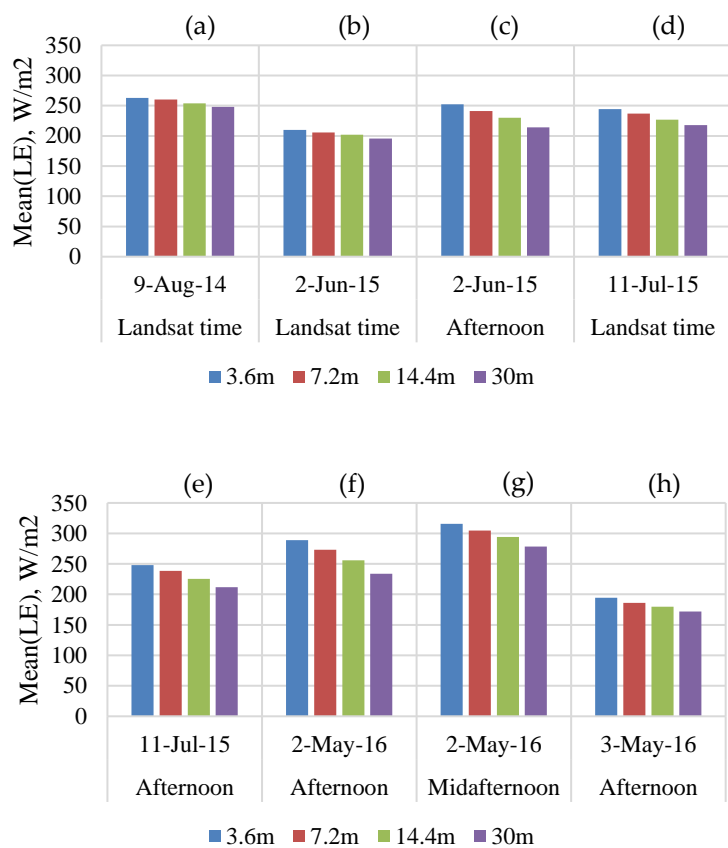 (a) (b) (c) (d)
350
300
250
200
150
100
50
0
Mean(LE), W/m2
9-Aug-14 2-Jun-15 2-Jun-15 11-Jul-15
Landsat time Landsat time Afternoon Landsat time
3.6m 7.2m 14.4m 30m
(e) (f) (g) (h)
350
300
250
200
150
100
50
0
Mean(LE), W/m2
11-Jul-15 2-May-16 2-May-16 3-May-16
Afternoon Afternoon Midafternoon Afternoon
3.6m 7.2m 14.4m 30m